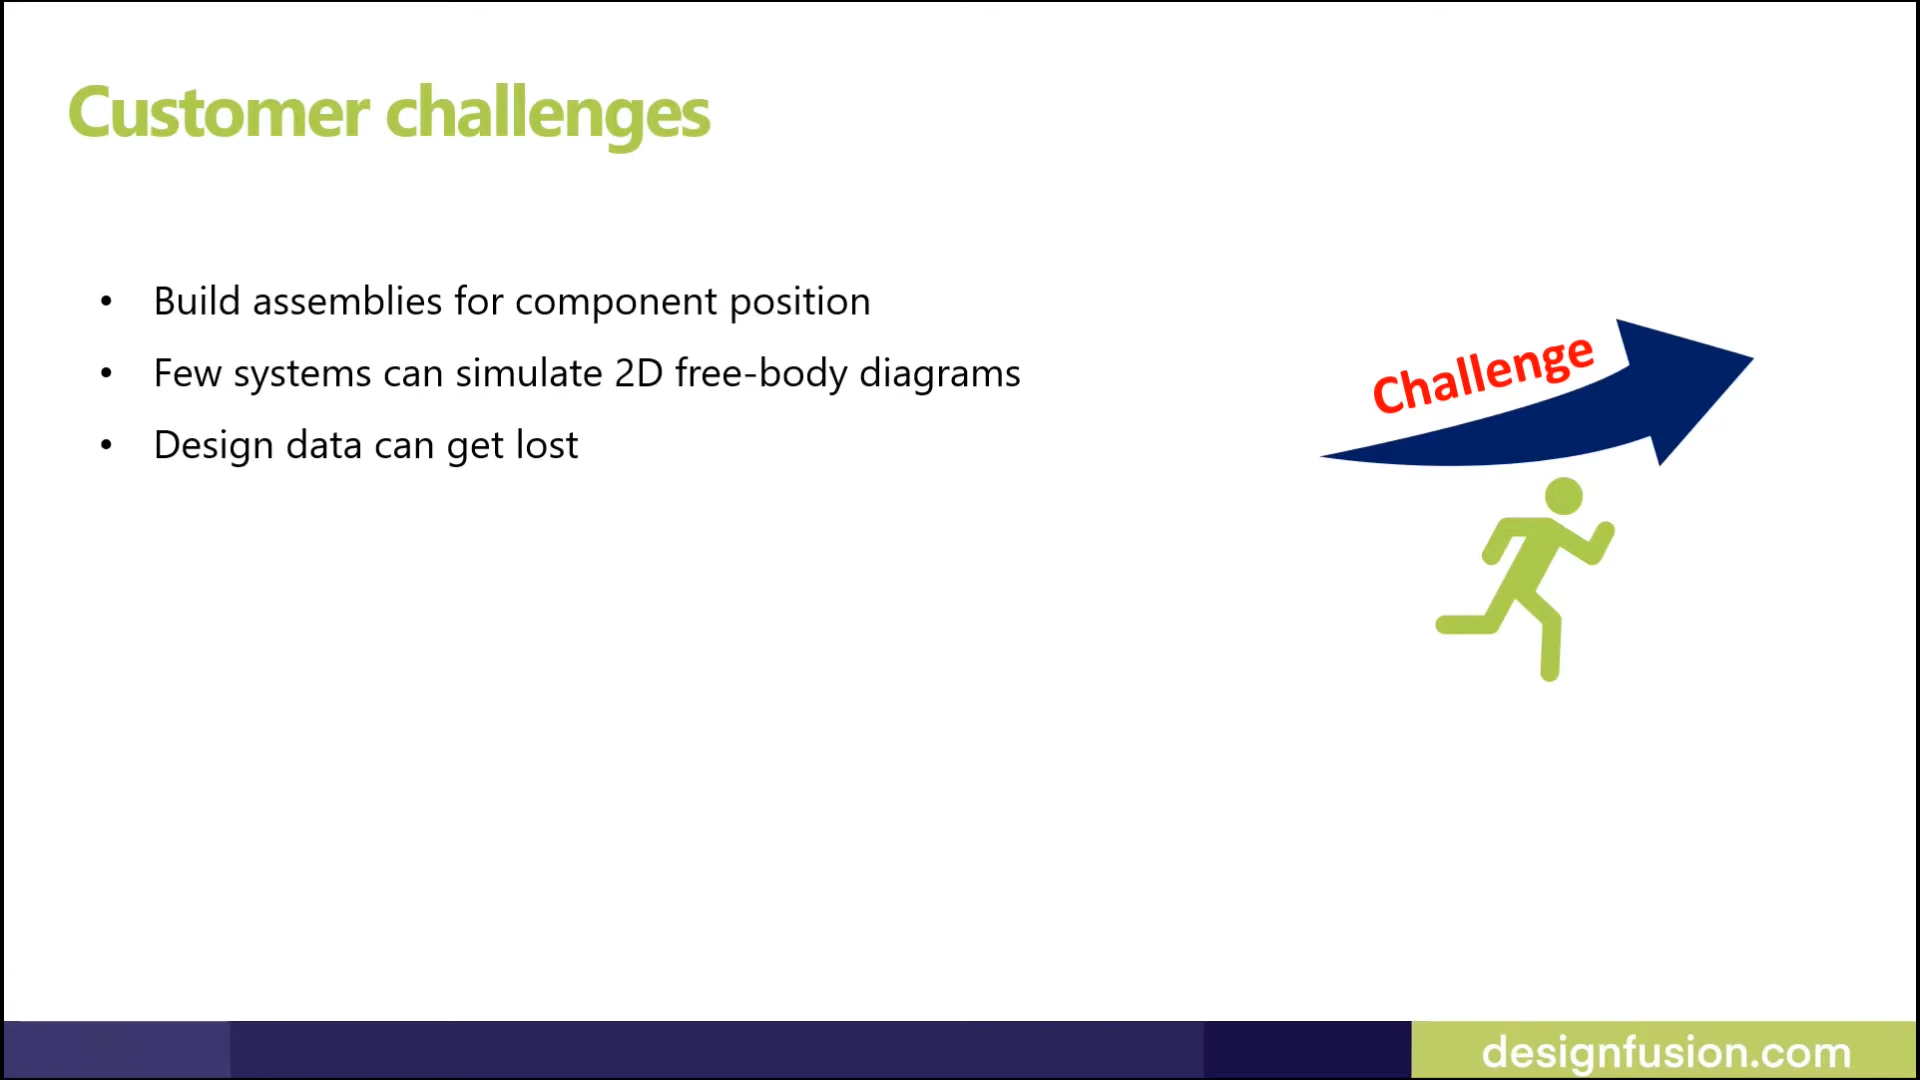 Customer challenges
• Build assemblies for component position
• Few systems can simulate 2D free-body diagrams
• Design data can get lost
Challenge
designfusion.com